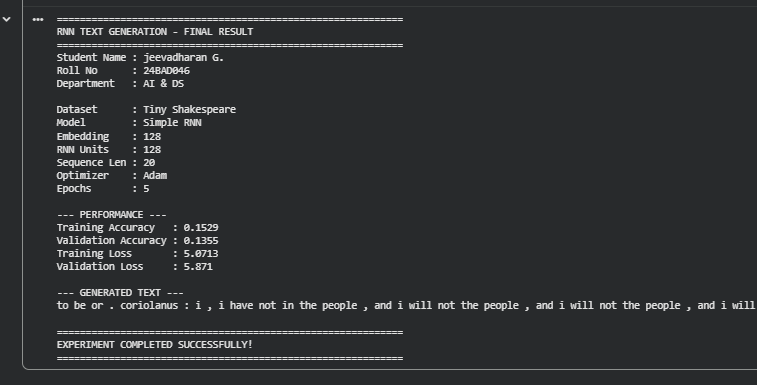 ============================================================
RNN TEXT GENERATION - FINAL RESULT
============================================================
Student Name : jeevadharan G.
Roll No      : 24BAD046
Department   : AI & DS

Dataset      : Tiny Shakespeare
Model        : Simple RNN
Embedding    : 128
RNN Units    : 128
Sequence Len : 20
Optimizer    : Adam
Epochs       : 5

--- PERFORMANCE ---
Training Accuracy   : 0.1529
Validation Accuracy : 0.1355
Training Loss       : 5.0713
Validation Loss     : 5.871

--- GENERATED TEXT ---
to be or . coriolanus : i , i have not in the people , and i will not the people , and i will not the people , and i will

============================================================
EXPERIMENT COMPLETED SUCCESSFULLY!
============================================================